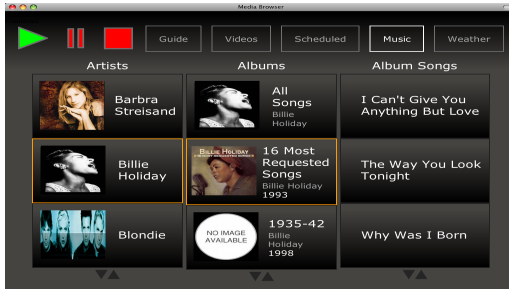 Media Browser
Guide
Videos
Scheduled
Music
Weather
Artists
Albums
Album Songs
Barbra
Streisand
All
Songs
Billie
Holiday
I Can't Give You
Anything But Love
Billie
Holiday
BILLIE HOLIDAY
16 Most
Requested
Songs
Billie Holiday
1993
The Way You Look
Tonight
Blondie
NO IMAGE
AVAILABLE
1935-42
Billie
Holiday
1998
Why Was I Born